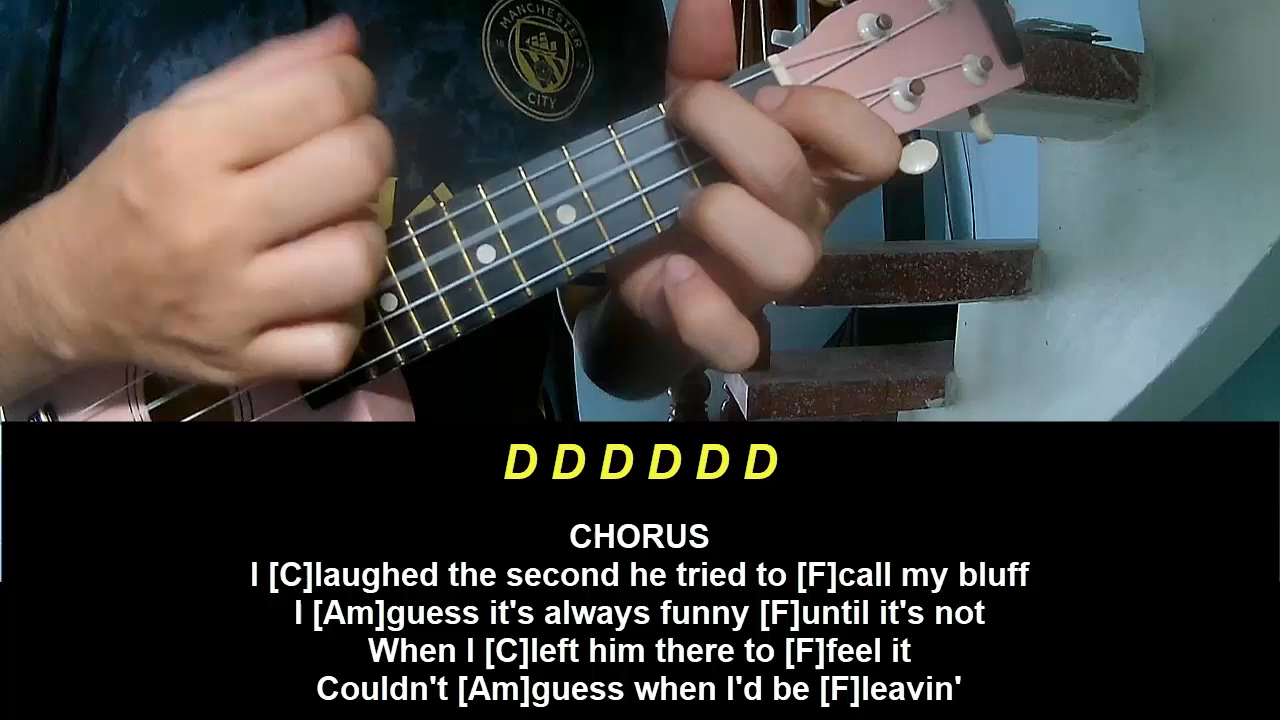 MANCHESTER
18
CITY
D D D D D D
CHORUS
I [C]laughed the second he tried to [F]call my bluff
I [Am]guess it's always funny [F]until it's not
When I [C]left him there to [F]feel it
Couldn't [Am]guess when I'd be [F]leavin'